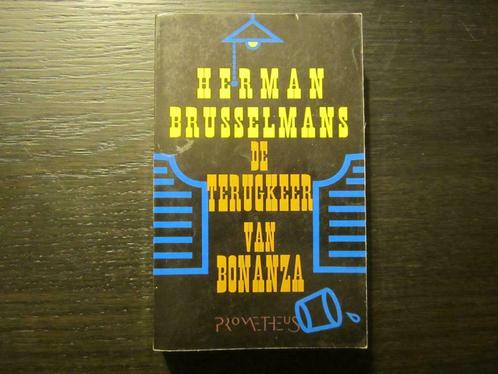 HERMAN
BRUSSELMANS
DE
TERUGKEER
VAN
BONANZA
PROMETHEUS